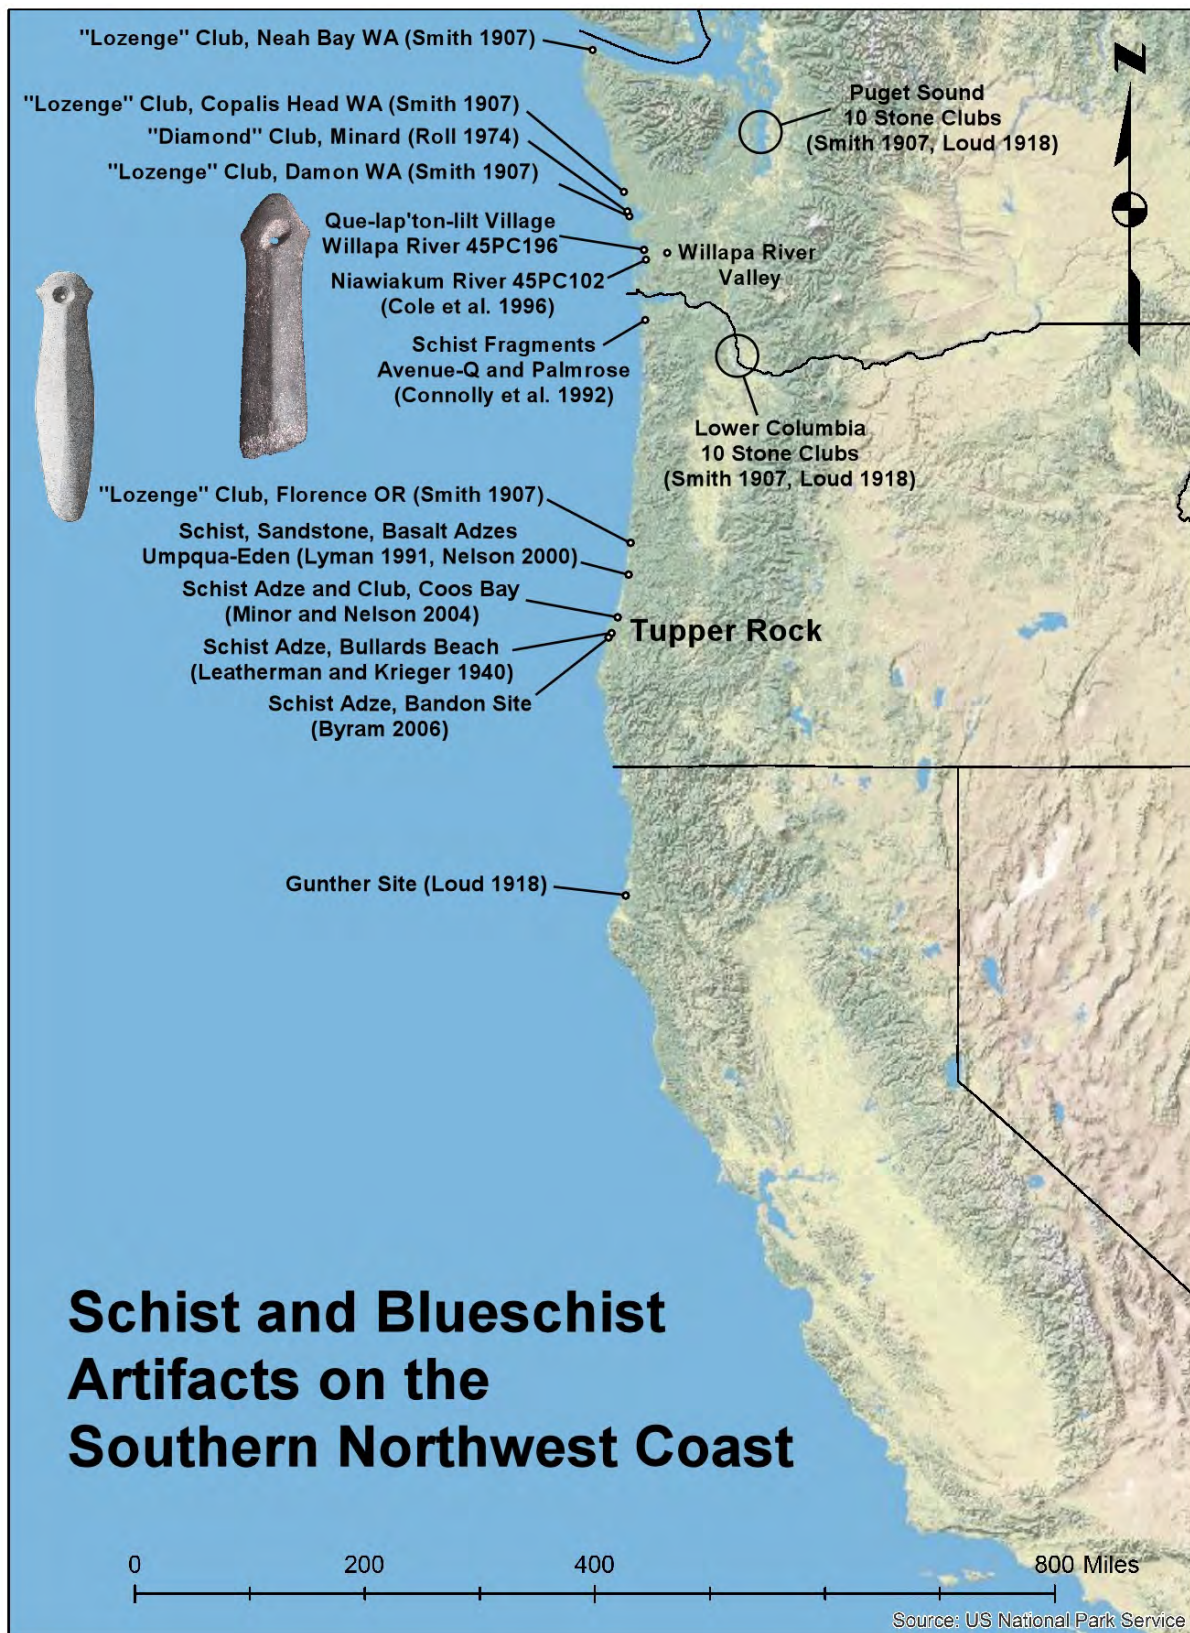 "Lozenge" Club, Neah Bay WA (Smith 1907)
"Lozenge" Club, Copalis Head WA (Smith 1907)
"Diamond" Club, Minard (Roll 1974)
"Lozenge" Club, Damon WA (Smith 1907)
Puget Sound
10 Stone Clubs
(Smith 1907, Loud 1918)
N
Que-lap'ton-lilt Village
Willapa River 45PC196
Willapa River
Valley
Niawiakum River 45PC102
(Cole et al. 1996)
Schist Fragments
Avenue-Q and Palmrose
(Connolly et al. 1992)
Lower Columbia
10 Stone Clubs
(Smith 1907, Loud 1918)
"Lozenge" Club, Florence OR (Smith 1907)
Schist, Sandstone, Basalt Adzes
Umpqua-Eden (Lyman 1991, Nelson 2000)
Schist Adze and Club, Coos Bay
(Minor and Nelson 2004)
Tupper Rock
Schist Adze, Bullards Beach
(Leatherman and Krieger 1940)
Schist Adze, Bandon Site
(Byram 2006)
Gunther Site (Loud 1918)
Schist and Blueschist
Artifacts on the
Southern Northwest Coast
0 200 400 800 Miles
Source: US National Park Service